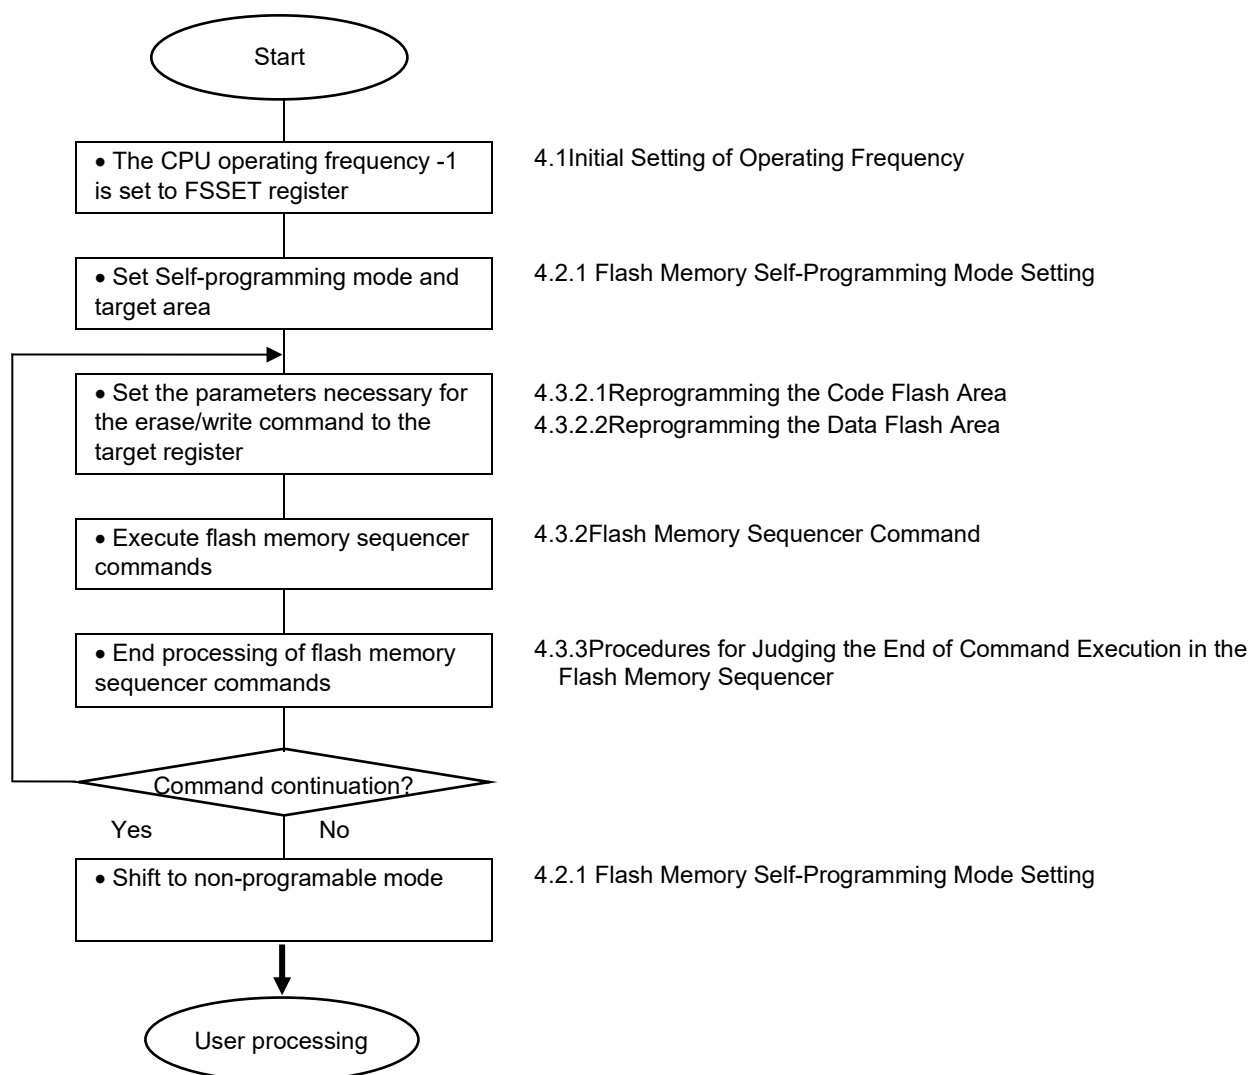 Start
• The CPU operating frequency -1
is set to FSSET register
4.1Initial Setting of Operating Frequency
• Set Self-programming mode and
target area
4.2.1 Flash Memory Self-Programming Mode Setting
• Set the parameters necessary for
the erase/write command to the
target register
4.3.2.1Reprogramming the Code Flash Area
4.3.2.2Reprogramming the Data Flash Area
• Execute flash memory sequencer
commands
4.3.2Flash Memory Sequencer Command
• End processing of flash memory
sequencer commands
4.3.3Procedures for Judging the End of Command Execution in the
Flash Memory Sequencer
Command continuation?
Yes
No
• Shift to non-programable mode
4.2.1 Flash Memory Self-Programming Mode Setting
User processing